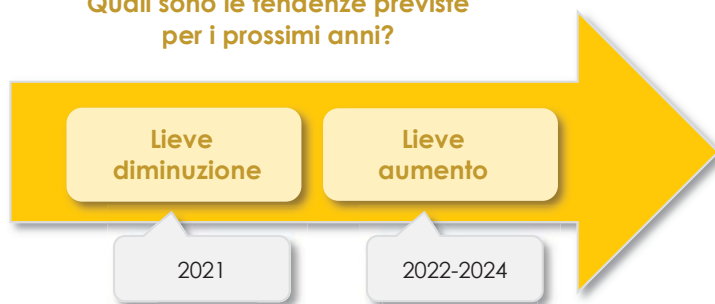 Quali sono le tendenze previste
per i prossimi anni?
Lieve
diminuzione
Lieve
aumento
2021
2022-2024